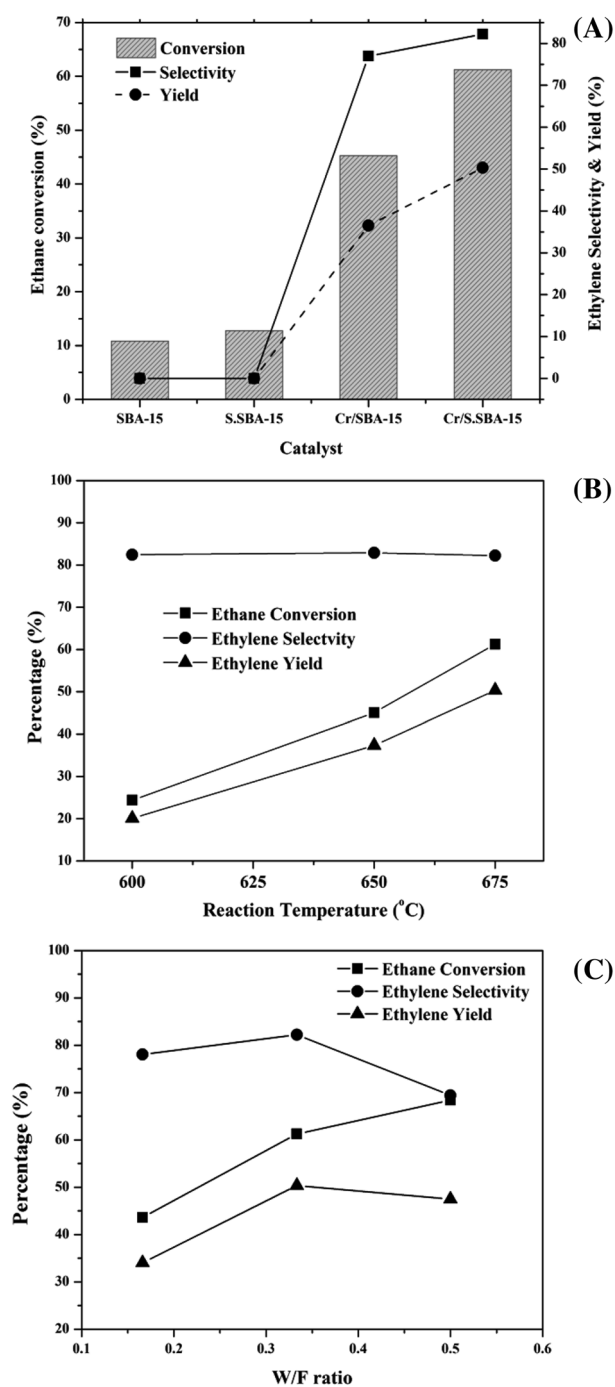 (A)
Conversion
Selectivity
Yield
70
60
50
40
30
20
10
0
Ethane conversion (%)
80
70
60
50
40
30
20
10
0
Ethylene Selectivity & Yield (%)
SBA-15 S.SBA-15 Cr/SBA-15 Cr/S.SBA-15
Catalyst
(B)
100
90
80
70
60
50
40
30
20
10
Percentage (%)
Ethane Conversion
Ethylene Selectvity
Ethylene Yield
600 625 650 675
Reaction Temperature (°C)
(C)
100
90
80
70
60
50
40
30
20
Percentage (%)
Ethane Conversion
Ethylene Selectivity
Ethylene Yield
0.1 0.2 0.3 0.4 0.5 0.6
W/F ratio